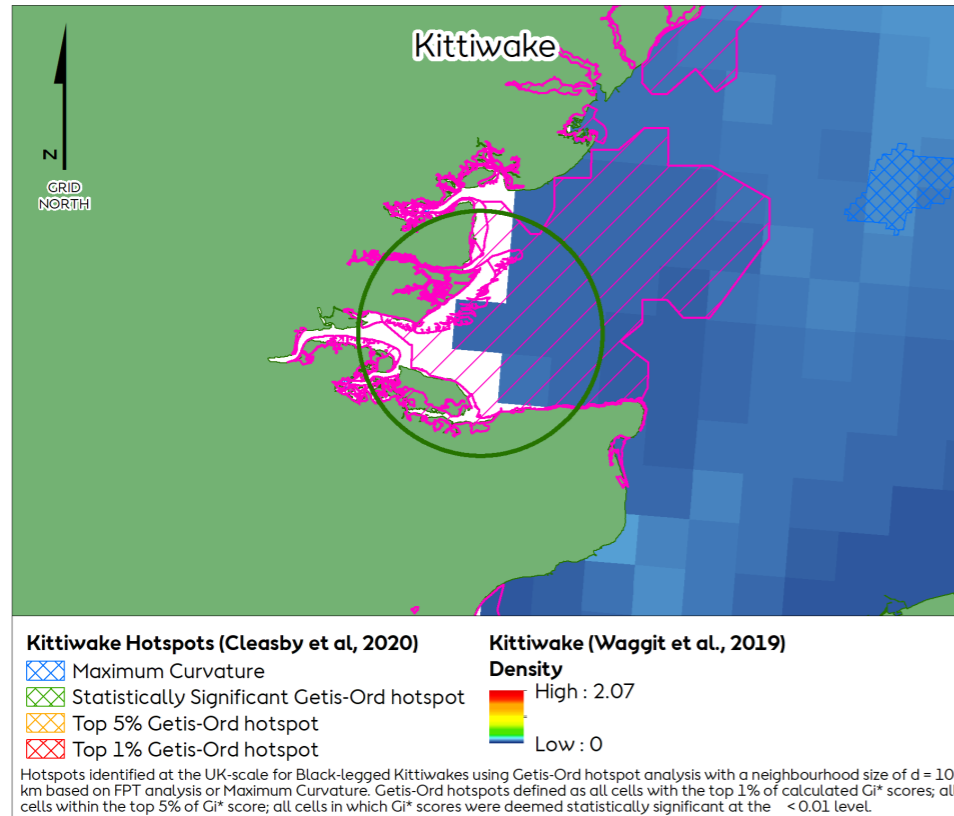 Kittiwake
N
GRID
NORTH
Kittiwake Hotspots (Cleasby et al, 2020)
Maximum Curvature
Statistically Significant Getis-Ord hotspot
Top 5% Getis-Ord hotspot
Top 1% Getis-Ord hotspot
Kittiwake (Waggit et al., 2019)
Density
High : 2.07
Low : 0
Hotspots identified at the UK-scale for Black-legged Kittiwakes using Getis-Ord hotspot analysis with a neighbourhood size of d = 10
km based on FPT analysis or Maximum Curvature. Getis-Ord hotspots defined as all cells with the top 1% of calculated Gi* scores; all
cells within the top 5% of Gi* score; all cells in which Gi* scores were deemed statistically significant at the < 0.01 level.